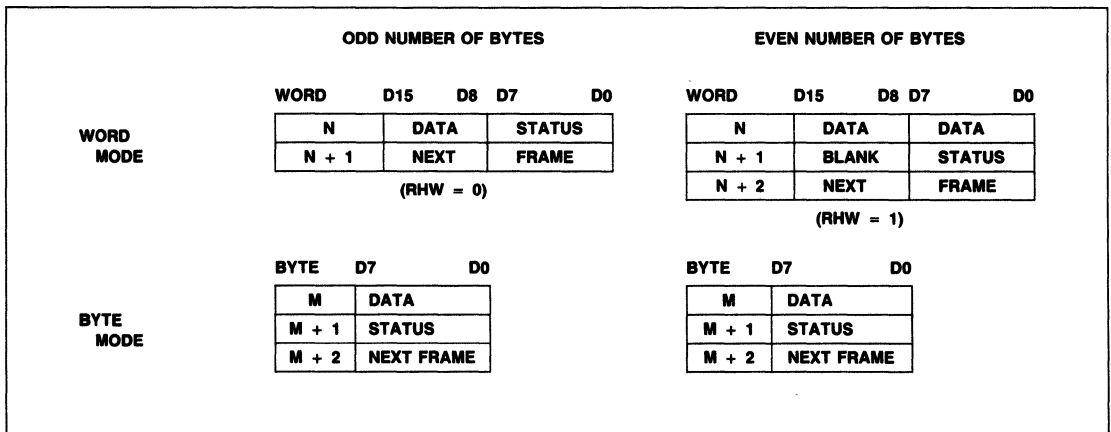 ODD NUMBER OF BYTES EVEN NUMBER OF BYTES
WORD D15 D8 D7 D0 WORD D15 D8 D7 D0
WORD MODE
N DATA STATUS N DATA DATA
N + 1 NEXT FRAME N + 1 BLANK STATUS
N + 2 NEXT FRAME
(RHW = 0)
(RHW = 1)
BYTE D7 D0 BYTE D7 D0
BYTE MODE
M DATA M DATA
M + 1 STATUS M + 1 STATUS
M + 2 NEXT FRAME M + 2 NEXT FRAME